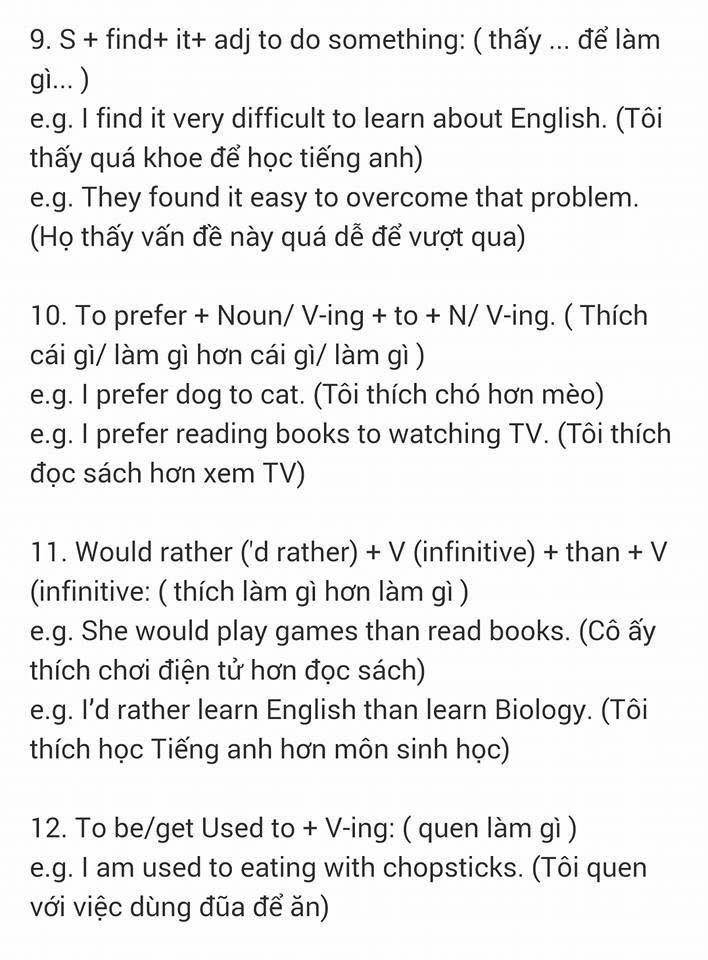 9. S + find+ it+ adj to do something: ( thấy ... để làm
gì... )
e.g. I find it very difficult to learn about English. (Tôi
thấy quá khoe để học tiếng anh)
e.g. They found it easy to overcome that problem.
(Họ thấy vấn đề này quá dễ để vượt qua)
10. To prefer + Noun/ V-ing + to + N/ V-ing. ( Thích
cái gì/ làm gì hơn cái gì/ làm gì )
e.g. I prefer dog to cat. (Tôi thích chó hơn mèo)
e.g. I prefer reading books to watching TV. (Tôi thích
đọc sách hơn xem TV)
11. Would rather ('d rather) + V (infinitive) + than + V
(infinitive: ( thích làm gì hơn làm gì )
e.g. She would play games than read books. (Cô ấy
thích chơi điện tử hơn đọc sách)
e.g. I’d rather learn English than learn Biology. (Tôi
thích học Tiếng anh hơn môn sinh học)
12. To be/get Used to + V-ing: ( quen làm gì )
e.g. I am used to eating with chopsticks. (Tôi quen
với việc dùng đũa để ăn)